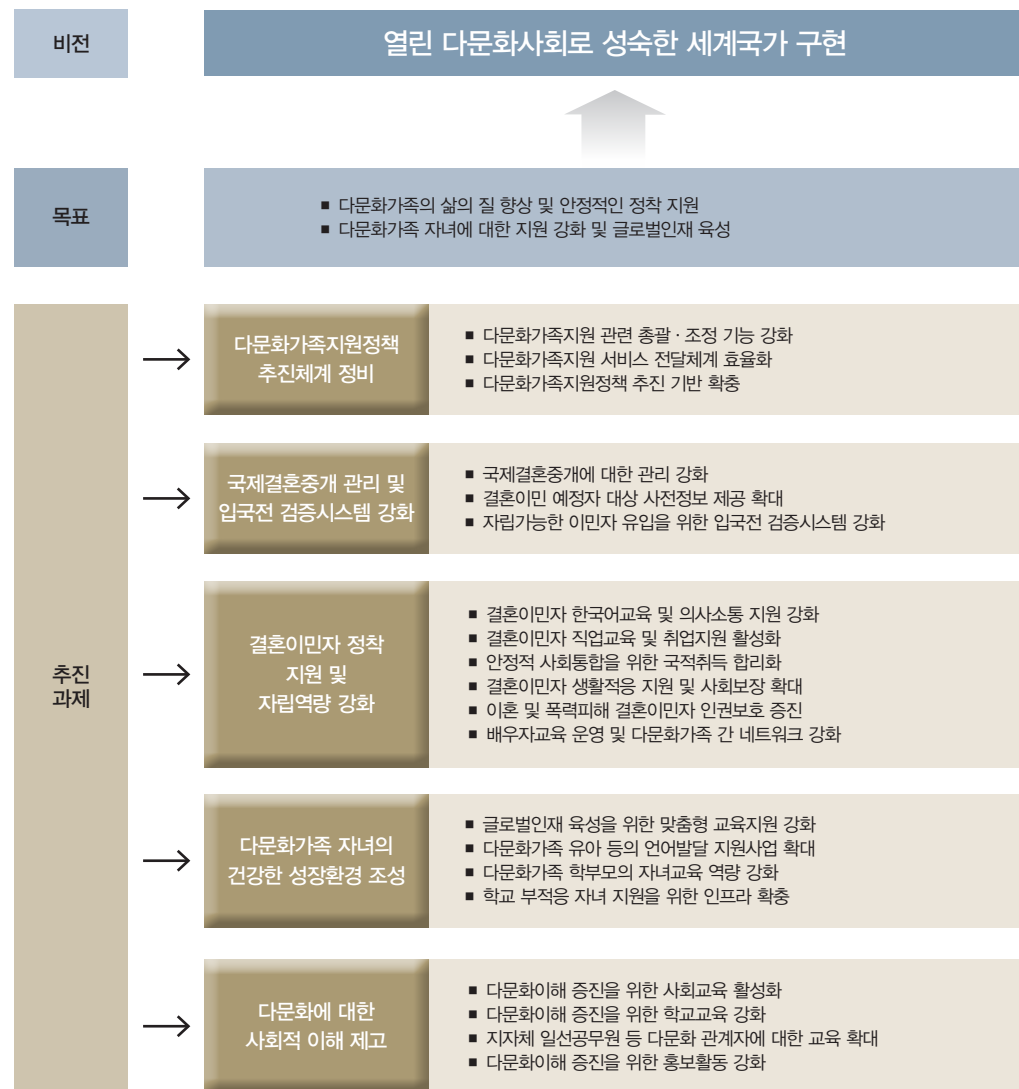 비전
열린 다문화사회로 성숙한 세계국가 구현
목표
■ 다문화가족의 삶의 질 향상 및 안정적인 정착 지원
■ 다문화가족 자녀에 대한 지원 강화 및 글로벌인재 육성
추진
과제
다문화가족지원정책
추진체계 정비
■ 다문화가족지원 관련 총괄 · 조정 기능 강화
■ 다문화가족지원 서비스 전달체계 효율화
■ 다문화가족지원정책 추진 기반 확충
국제결혼중개 관리 및
입국전 검증시스템 강화
■ 국제결혼중개에 대한 관리 강화
■ 결혼이민 예정자 대상 사전정보 제공 확대
■ 자립가능한 이민자 유입을 위한 입국전 검증시스템 강화
결혼이민자 정착
지원 및
자립역량 강화
■ 결혼이민자 한국어교육 및 의사소통 지원 강화
■ 결혼이민자 직업교육 및 취업지원 활성화
■ 안정적 사회통합을 위한 국적취득 합리화
■ 결혼이민자 생활적응 지원 및 사회보장 확대
■ 이혼 및 폭력피해 결혼이민자 인권보호 증진
■ 배우자교육 운영 및 다문화가족 간 네트워크 강화
다문화가족 자녀의
건강한 성장환경 조성
■ 글로벌인재 육성을 위한 맞춤형 교육지원 강화
■ 다문화가족 유아 등의 언어발달 지원사업 확대
■ 다문화가족 학부모의 자녀교육 역량 강화
■ 학교 부적응 자녀 지원을 위한 인프라 확충
다문화에 대한
사회적 이해 제고
■ 다문화이해 증진을 위한 사회교육 활성화
■ 다문화이해 증진을 위한 학교교육 강화
■ 지자체 일선공무원 등 다문화 관계자에 대한 교육 확대
■ 다문화이해 증진을 위한 홍보활동 강화